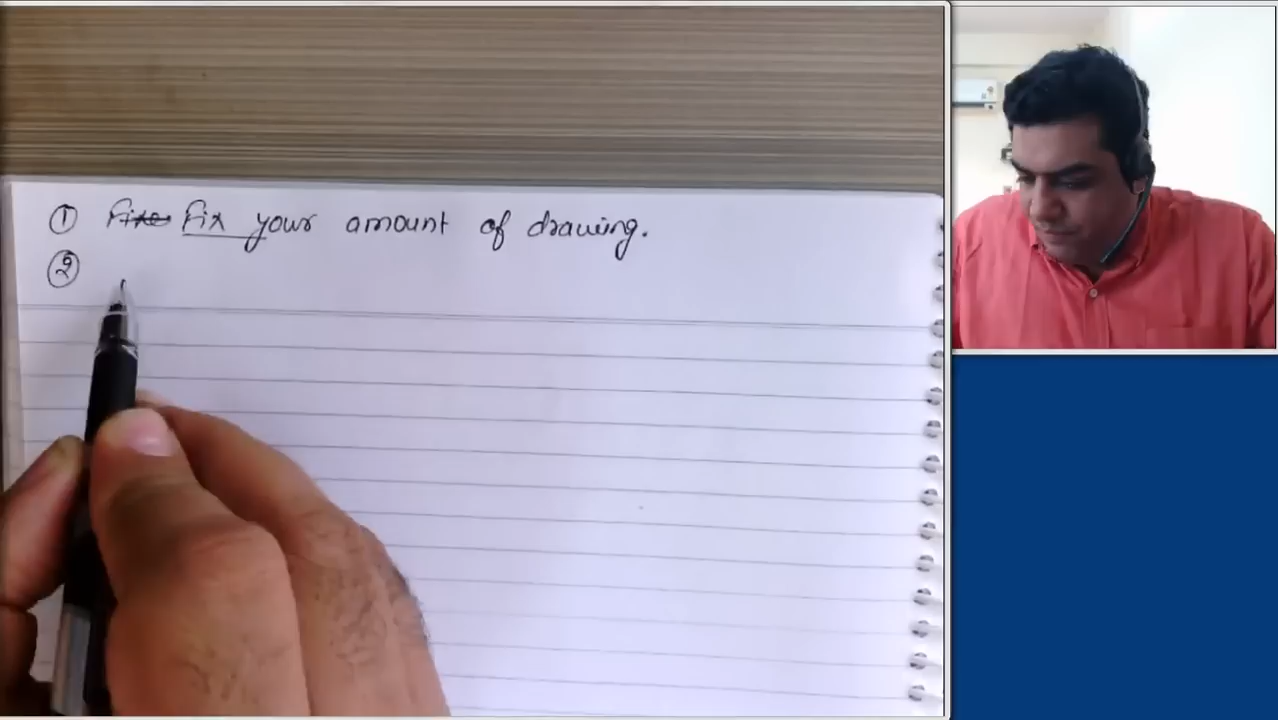 ① Fix your amount of drawing.
②